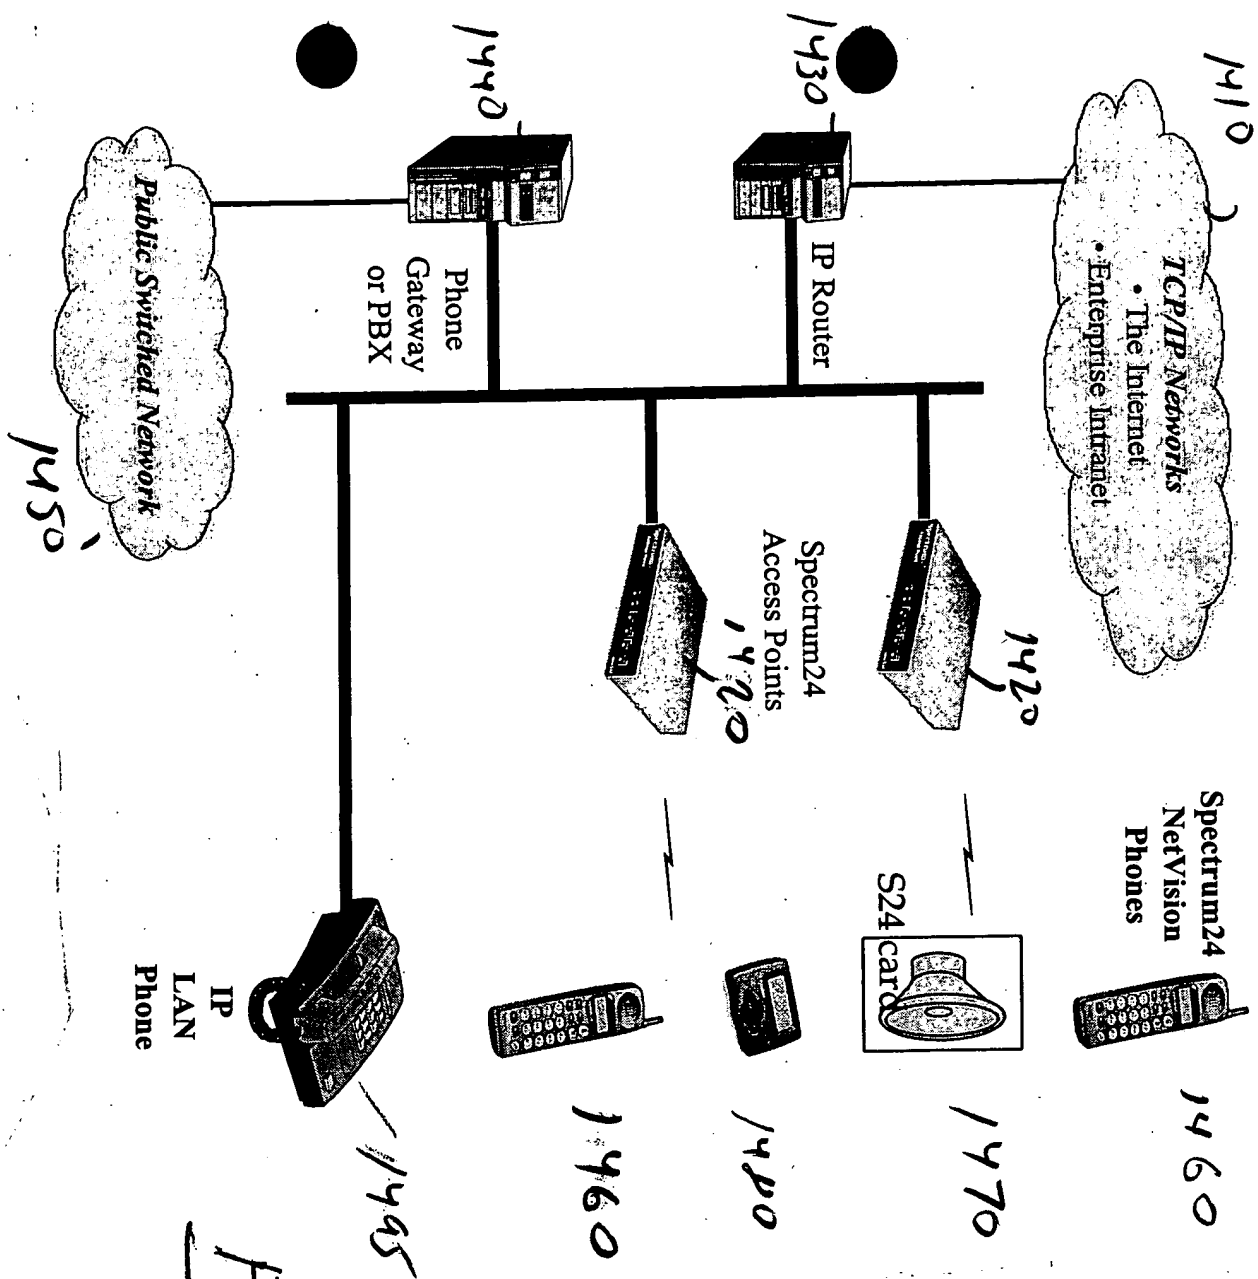 1410
TCP/IP Networks
• The Internet
• Enterprise Intranet
1430
IP Router
1440
Phone
Gateway
or PBX
Public Switched Network
1450
1420
Spectrum24
Access Points
1420
Spectrum24
NetVision
Phones
1460
S24 card
1470
1480
1460
IP
LAN
Phone
1495